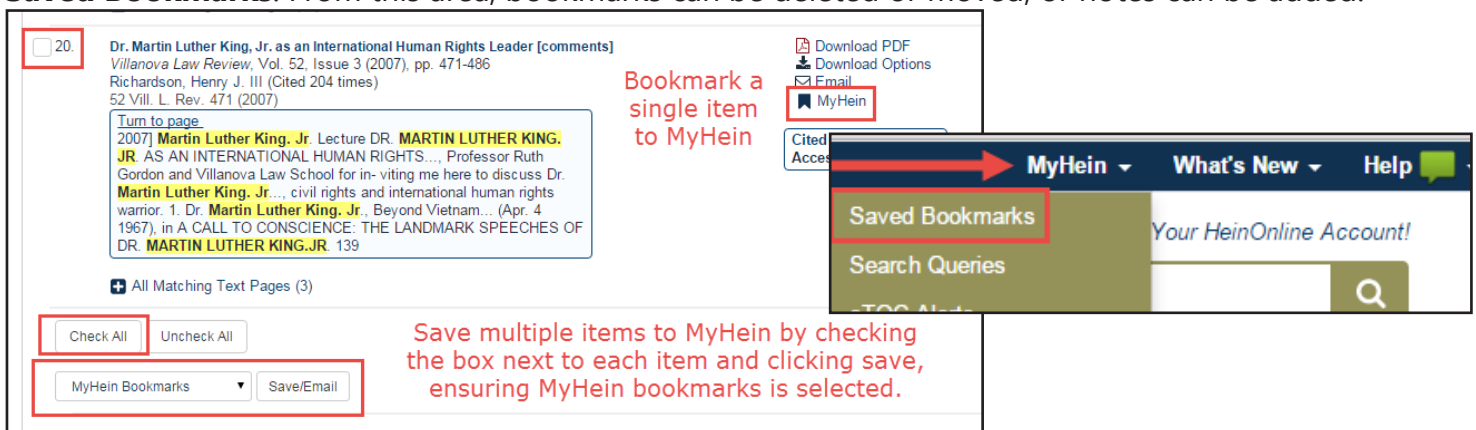 Saved Bookmarks. From this area, bookmarks can be deleted or moved, or notes can be added.
20.
Dr. Martin Luther King, Jr. as an International Human Rights Leader [comments]
Villanova Law Review, Vol. 52, Issue 3 (2007), pp. 471-486
Richardson, Henry J. III (Cited 204 times)
52 Vill. L. Rev. 471 (2007)
Turn to page
2007] Martin Luther King. Jr. Lecture DR. MARTIN LUTHER KING.
JR. AS AN INTERNATIONAL HUMAN RIGHTS..., Professor Ruth
Gordon and Villanova Law School for in- viting me here to discuss Dr.
Martin Luther King. Jr..., civil rights and international human rights
warrior. 1. Dr. Martin Luther King. Jr., Beyond Vietnam... (Apr. 4
1967), in A CALL TO CONSCIENCE: THE LANDMARK SPEECHES OF
DR. MARTIN LUTHER KING.JR. 139
All Matching Text Pages (3)
Bookmark a
single item
to MyHein
Download PDF
Download Options
Email
MyHein
Cited
Acces
MyHein
What's New
Help
Saved Bookmarks
Your HeinOnline Account!
Search Queries
eTOC Alerts
Check All
Uncheck All
MyHein Bookmarks
Save/Email
Save multiple items to MyHein by checking
the box next to each item and clicking save,
ensuring MyHein bookmarks is selected.